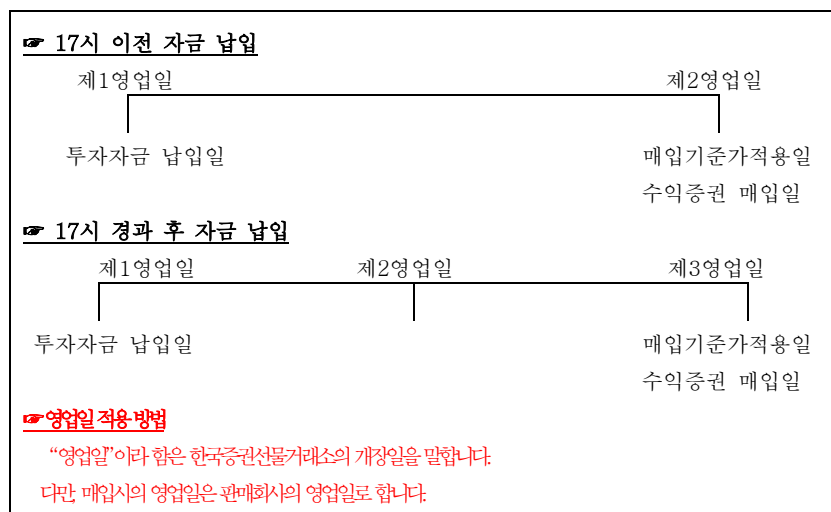 ☞ 17시 이전 자금 납입
제1영업일 제2영업일
투자자금 납입일 매입기준가적용일
수익증권 매입일
☞ 17시 경과 후 자금 납입
제1영업일 제2영업일 제3영업일
투자자금 납입일 매입기준가적용일
수익증권 매입일
☞영업일 적용 방법
“영업일”이라 함은 한국증권선물거래소의 개장일을 말합니다.
다만, 매입시의 영업일은 판매회사의 영업일로 합니다.